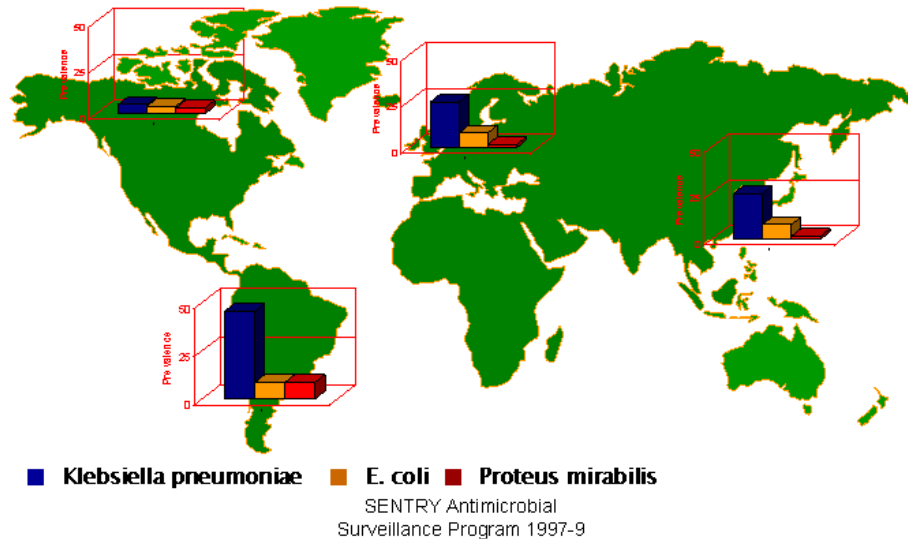 50
25
0
Prevalence
50
25
0
Prevalence
50
25
0
Prevalence
50
25
0
Prevalence
Klebsiella pneumoniae E. coli Proteus mirabilis
SENTRY Antimicrobial
Surveillance Program 1997-9